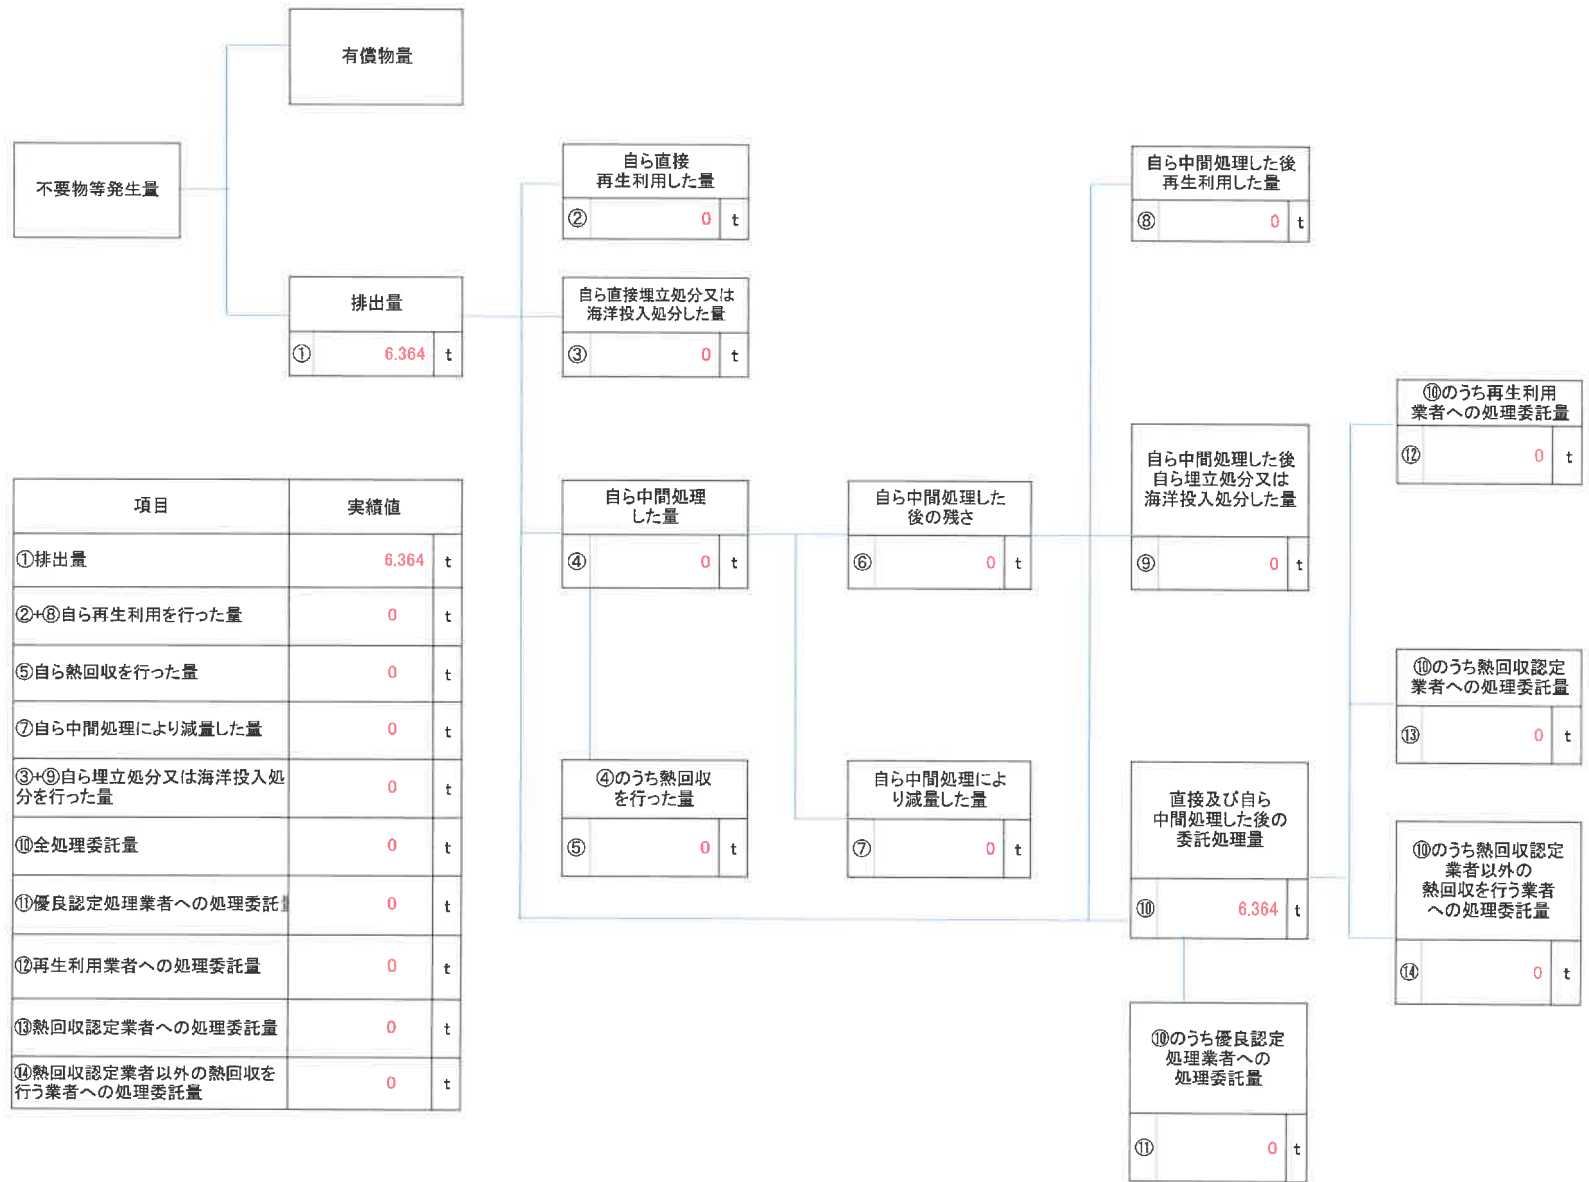 有償物量
不要物等発生量
排出量
① 6.364 t
自ら直接
再生利用した量
② 0 t
自ら直接埋立処分又は
海洋投入処分した量
③ 0 t
自ら中間処理
した量
④ 0 t
④のうち熱回収
を行った量
⑤ 0 t
自ら中間処理した
後の残さ
⑥ 0 t
自ら中間処理によ
り減量した量
⑦ 0 t
自ら中間処理した後
再生利用した量
⑧ 0 t
自ら中間処理した後
自ら埋立処分又は
海洋投入処分した量
⑨ 0 t
直接及び自ら
中間処理した後の
委託処理量
⑩ 6.364 t
⑩のうち優良認定
処理業者への
処理委託量
⑪ 0 t
⑩のうち再生利用
業者への処理委託量
⑫ 0 t
⑩のうち熱回収認定
業者への処理委託量
⑬ 0 t
⑩のうち熱回収認定
業者以外の
熱回収を行う業者
への処理委託量
⑭ 0 t
項目 実績値
①排出量 6.364 t
②+⑧自ら再生利用を行った量 0 t
⑤自ら熱回収を行った量 0 t
⑦自ら中間処理により減量した量 0 t
③+⑨自ら埋立処分又は海洋投入処
分を行った量 0 t
⑩全処理委託量 0 t
⑪優良認定処理業者への処理委託量 0 t
⑫再生利用業者への処理委託量 0 t
⑬熱回収認定業者への処理委託量 0 t
⑭熱回収認定業者以外の熱回収を
行う業者への処理委託量 0 t